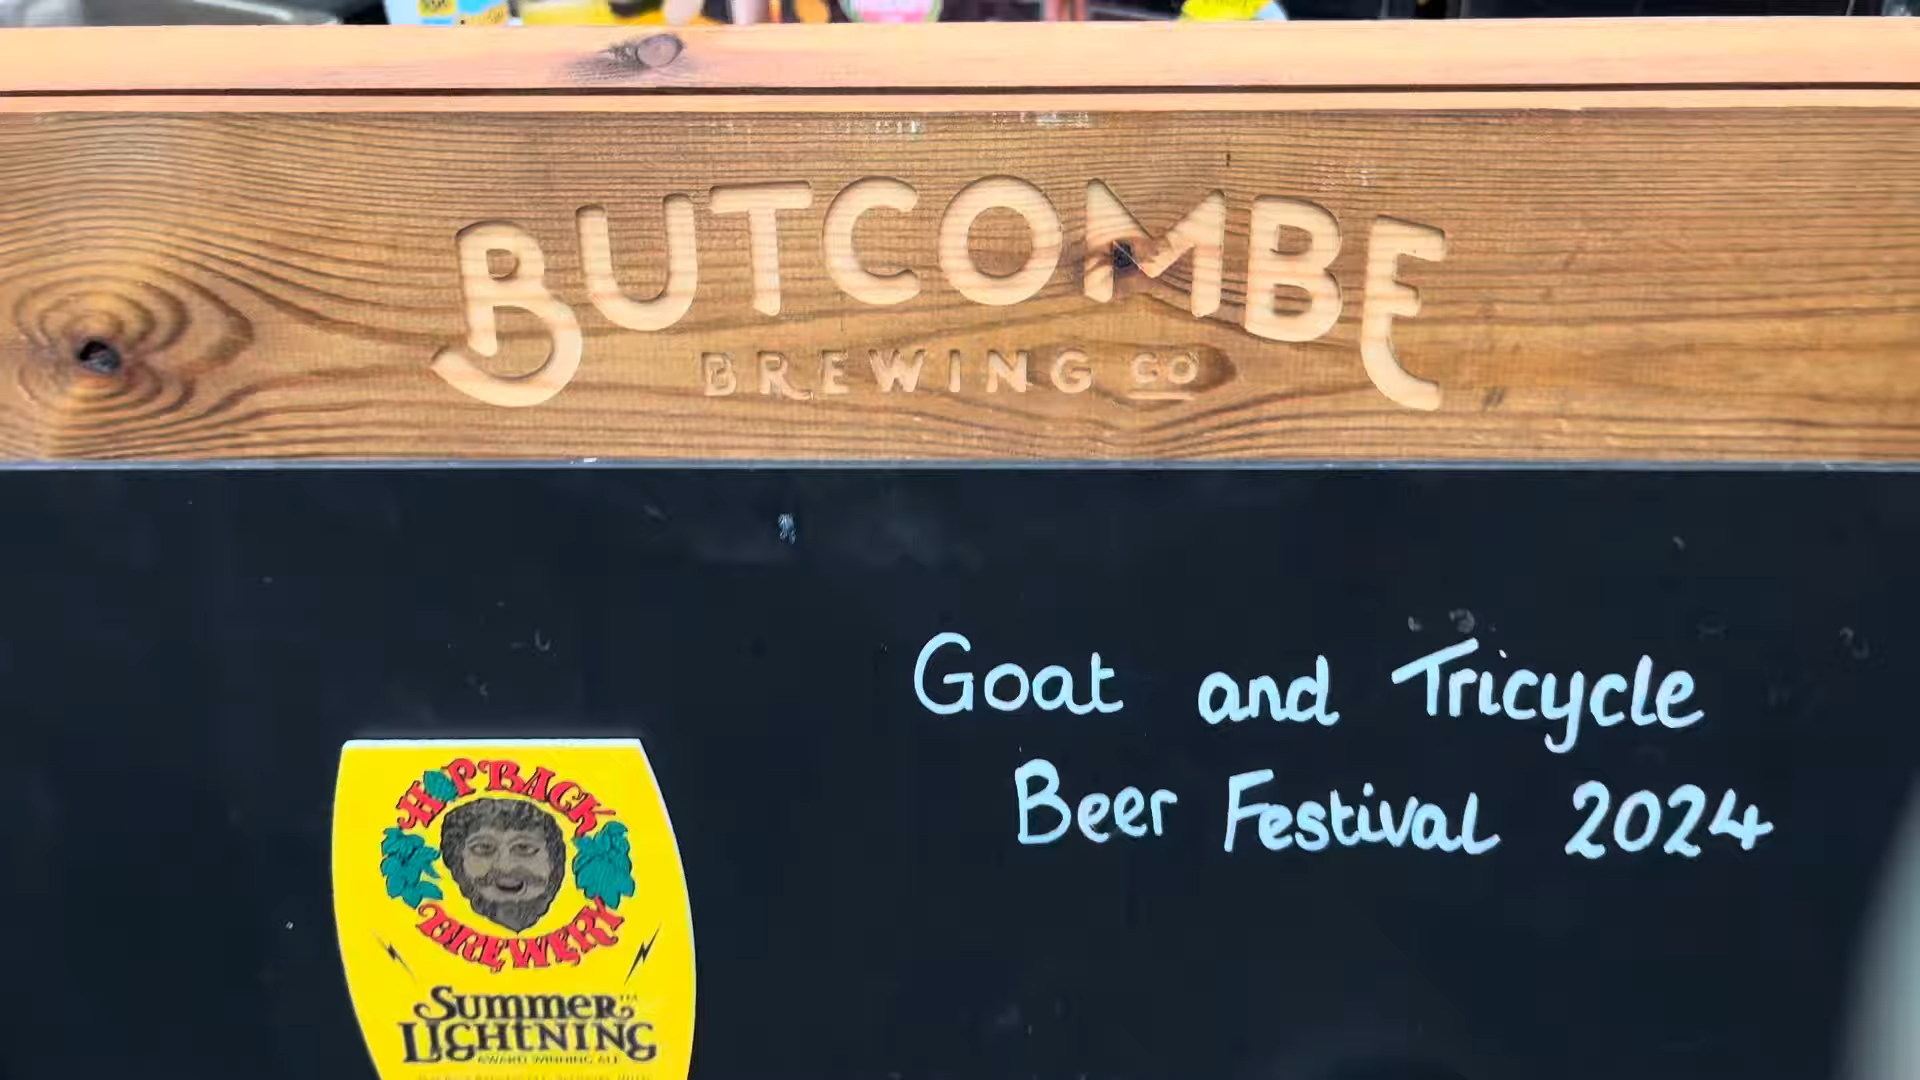 BUTCOMBE
BREWING CO
Goat and Tricycle
Beer Festival 2024
HOP BACK
BREWERY
SUMMER
LIGHTNING
AWARD WINNING ALE